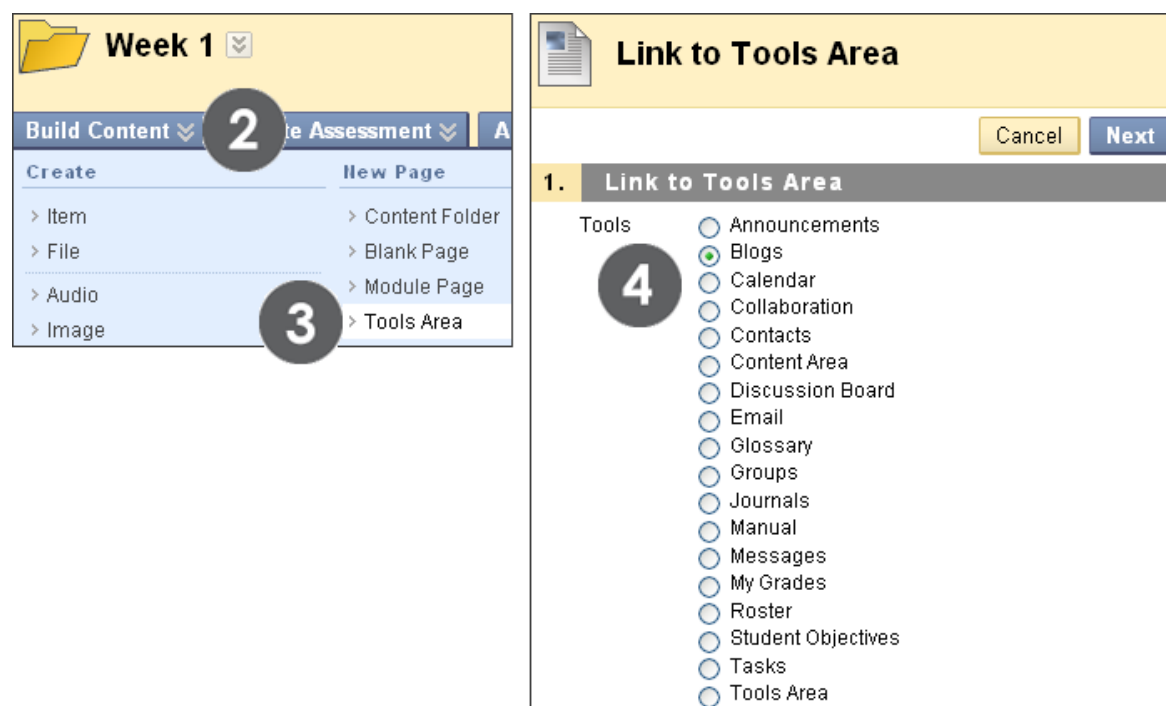 Week 1
Build Content 2 te Assessment A
Create
> Item
> File
> Audio
> Image
New Page
> Content Folder
> Blank Page
> Module Page
3 > Tools Area
Link to Tools Area
Cancel Next
1. Link to Tools Area
Tools
4
Announcements
Blogs
Calendar
Collaboration
Contacts
Content Area
Discussion Board
Email
Glossary
Groups
Journals
Manual
Messages
My Grades
Roster
Student Objectives
Tasks
Tools Area